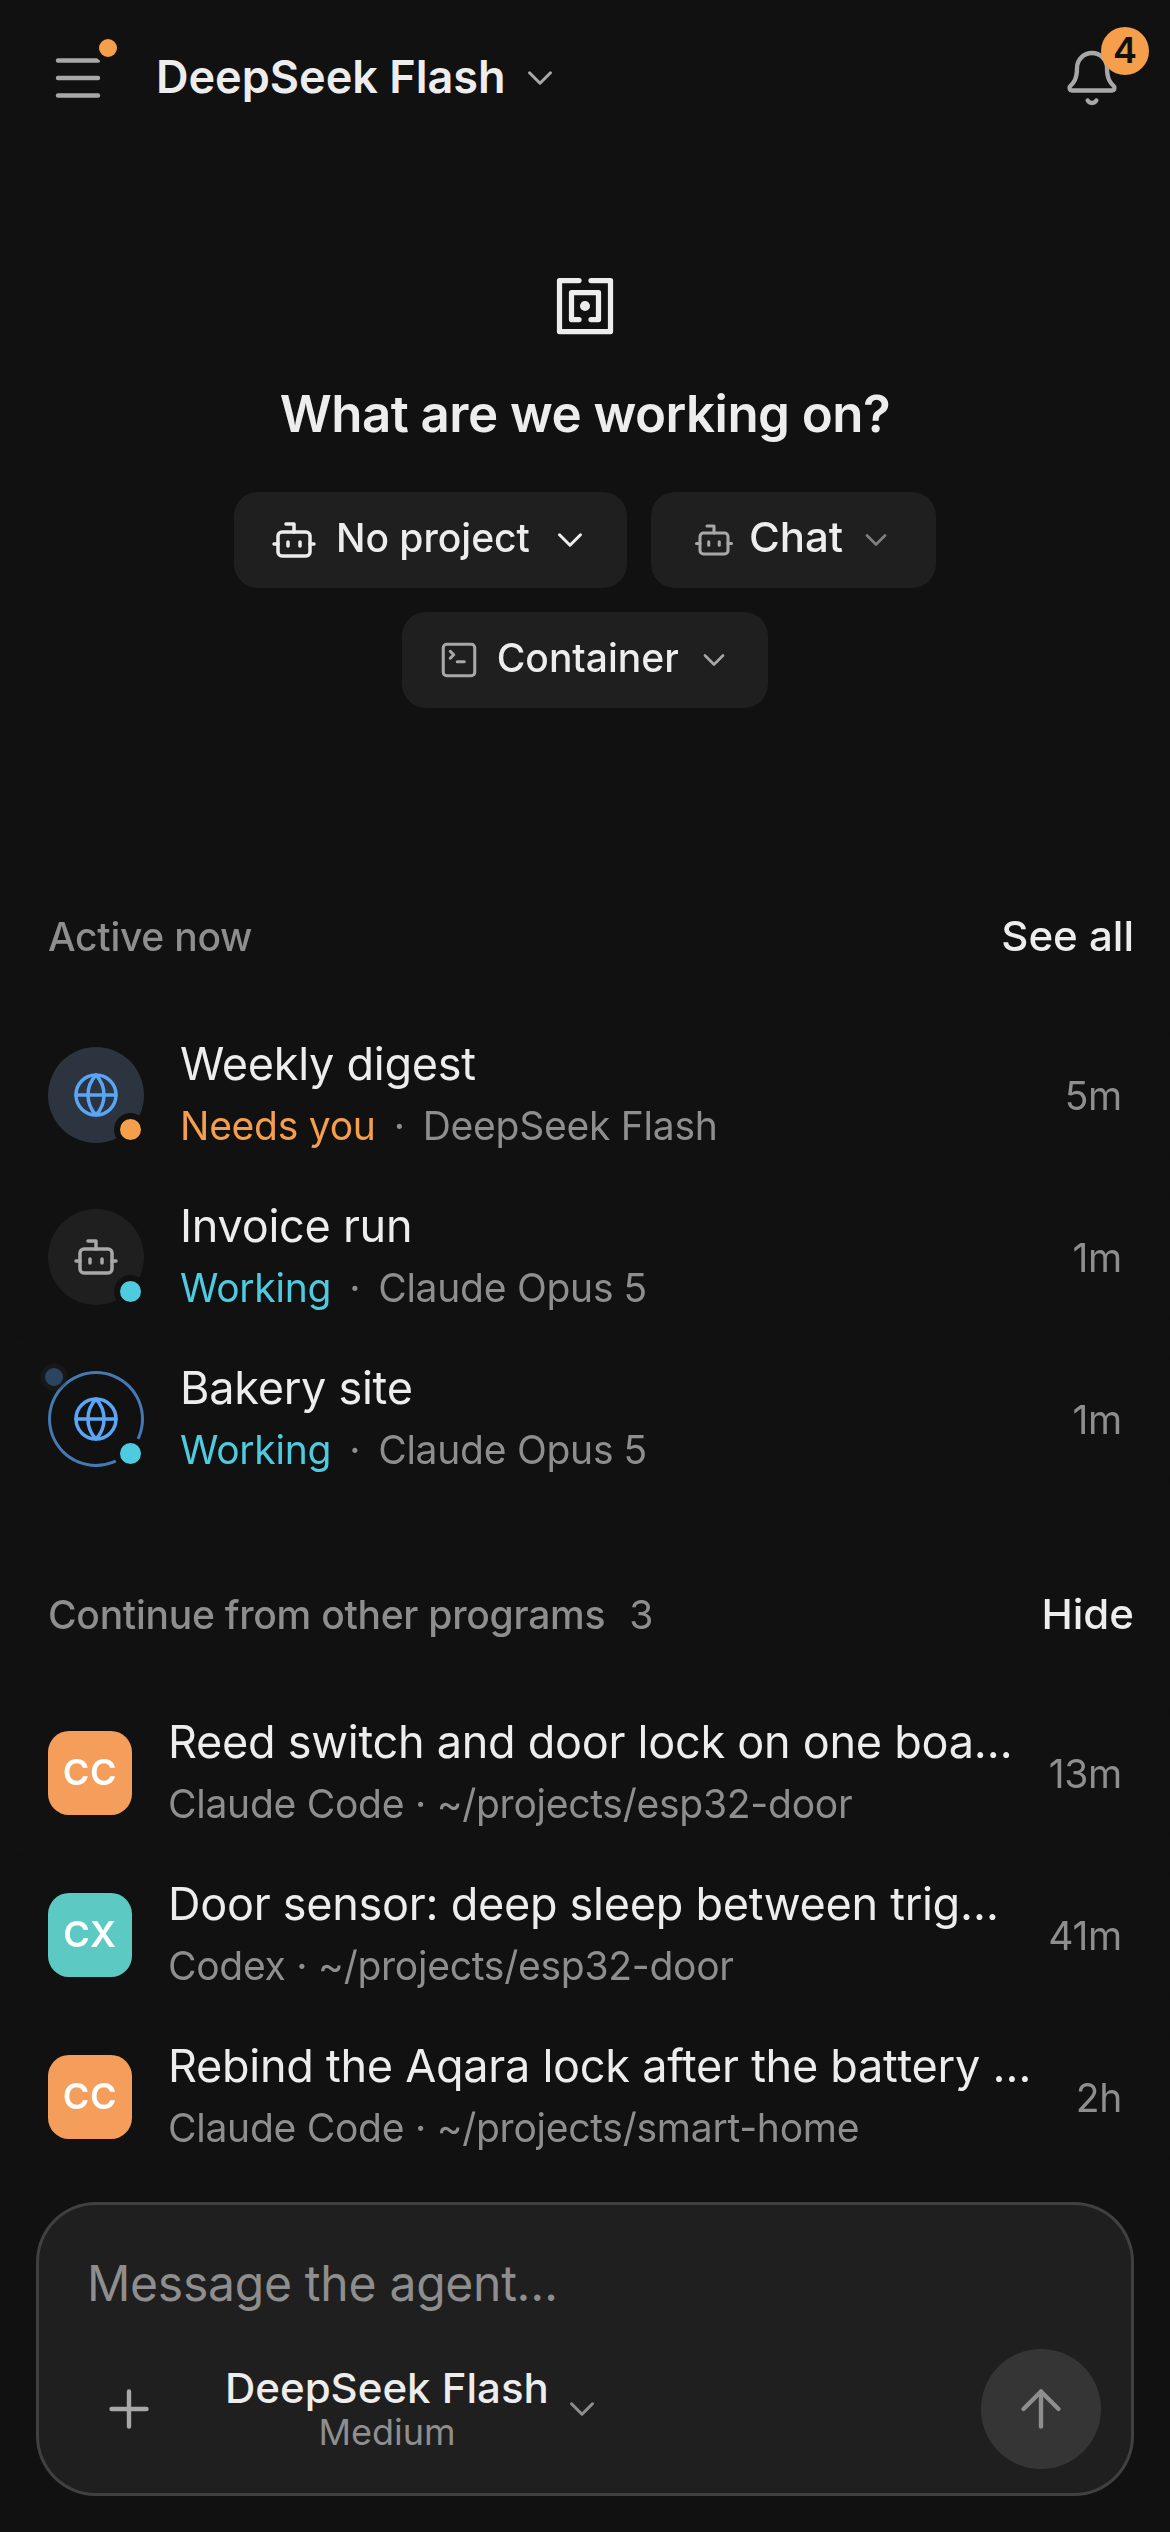 DeepSeek Flash
4
What are we working on?
No project
Chat
Container
Active now
See all
Weekly digest
Needs you · DeepSeek Flash
5m
Invoice run
Working · Claude Opus 5
1m
Bakery site
Working · Claude Opus 5
1m
Continue from other programs 3
Hide
CC
Reed switch and door lock on one boa...
Claude Code · ~/projects/esp32-door
13m
CX
Door sensor: deep sleep between trig...
Codex · ~/projects/esp32-door
41m
CC
Rebind the Aqara lock after the battery ...
Claude Code · ~/projects/smart-home
2h
Message the agent...
DeepSeek Flash
Medium